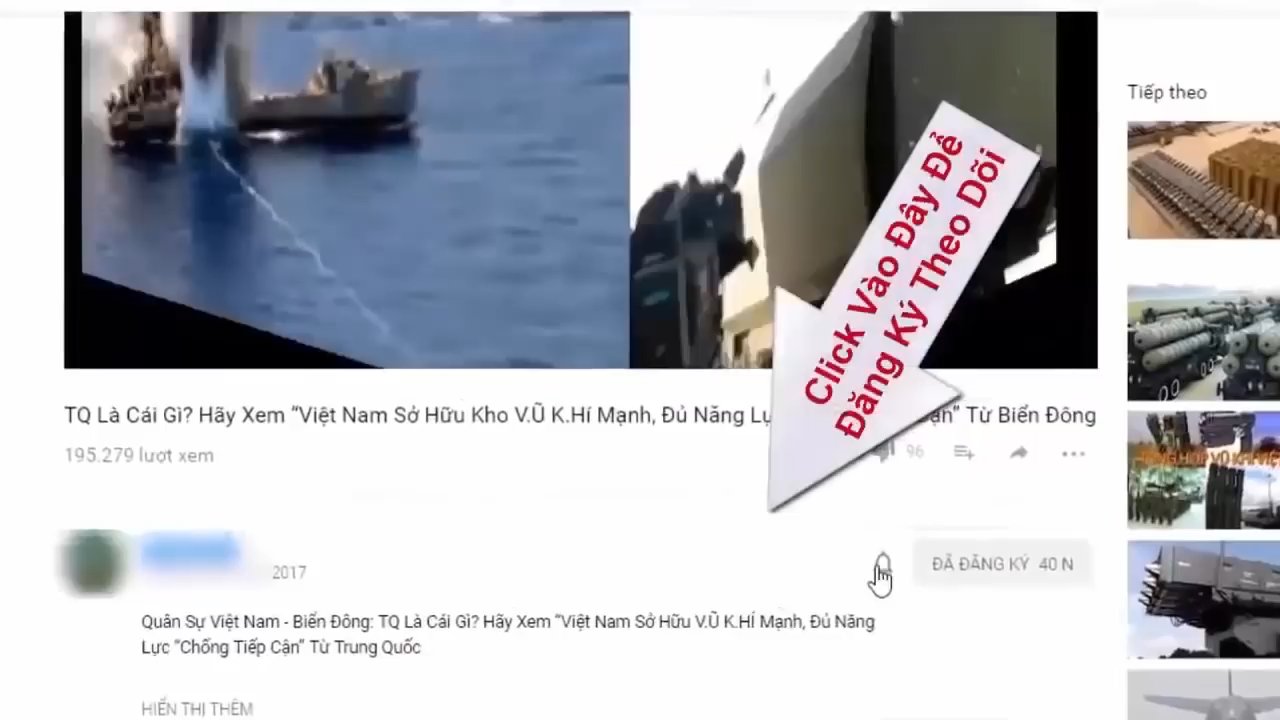 Tiếp theo
Click Vào Đây Để
Đăng Ký Theo Dõi
TQ Là Cái Gì? Hãy Xem “Việt Nam Sở Hữu Kho V.Ũ K.Hí Mạnh, Đủ Năng Lự ận” Từ Biển Đông
195.279 lượt xem
96
2017
ĐÃ ĐĂNG KÝ 40 N
Quân Sự Việt Nam - Biển Đông: TQ Là Cái Gì? Hãy Xem “Việt Nam Sở Hữu V.Ũ K.HÍ Mạnh, Đủ Năng
Lực “Chống Tiếp Cận” Từ Trung Quốc
HIỂN THỊ THÊM